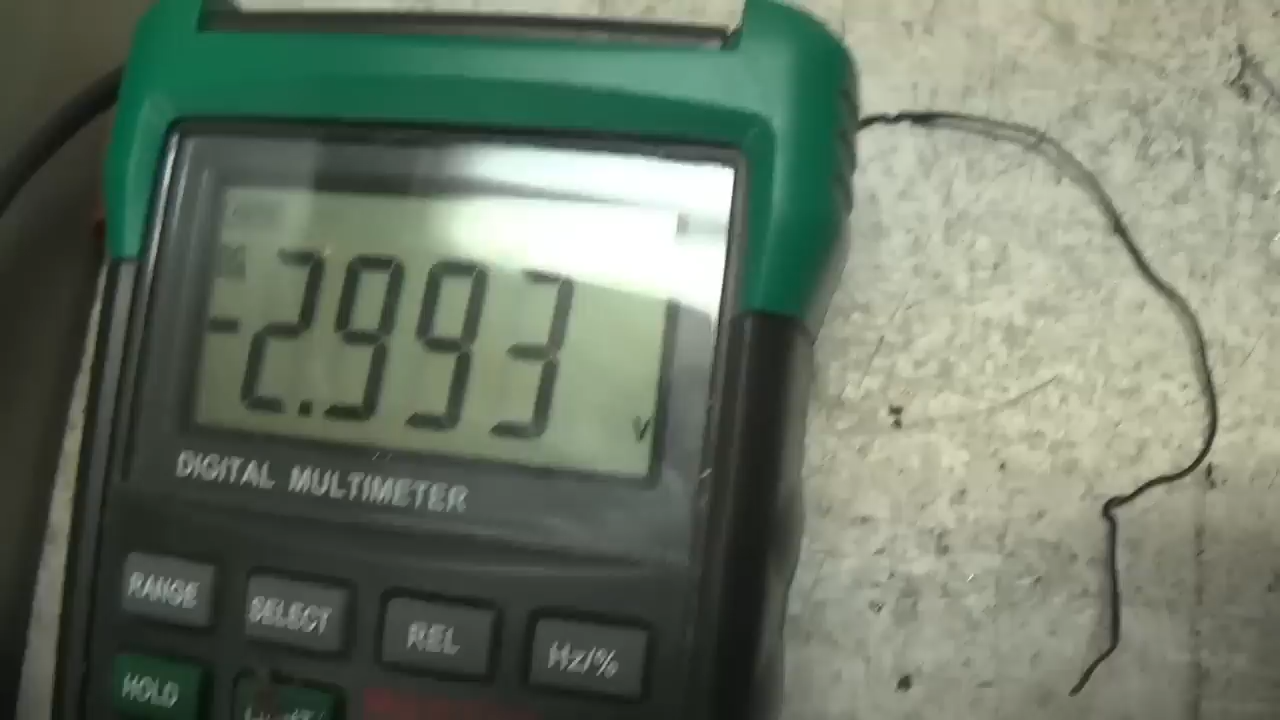 -2.993
V
DIGITAL MULTIMETER
RANGE SELECT REL Hz/%
HOLD